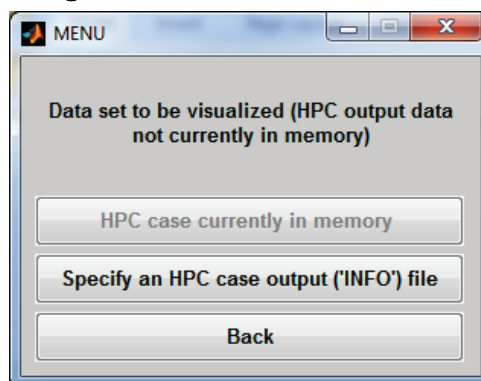 MENU
Data set to be visualized (HPC output data
not currently in memory)
HPC case currently in memory
Specify an HPC case output ('INFO') file
Back